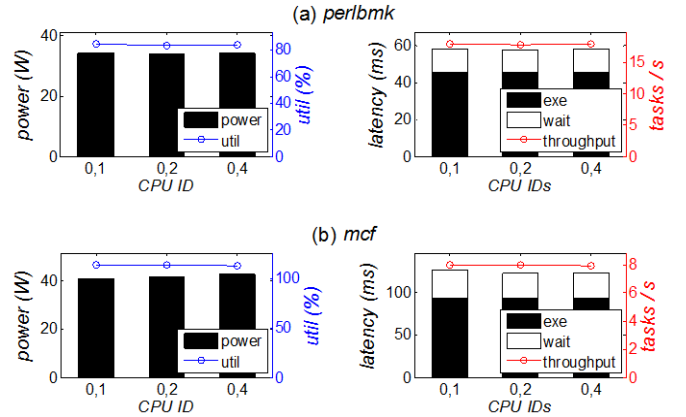 (a) perlbmk
40
20
0
power (W)
80
60
40
20
0
util (%)
power
util
0,1 0,2 0,4
CPU ID
60
40
20
0
latency (ms)
15
10
5
0
tasks / s
exe
wait
throughput
0,1 0,2 0,4
CPU IDs
(b) mcf
40
20
0
power (W)
100
50
0
util (%)
power
util
0,1 0,2 0,4
CPU ID
100
50
0
latency (ms)
8
6
4
2
0
tasks / s
exe
wait
throughput
0,1 0,2 0,4
CPU IDs